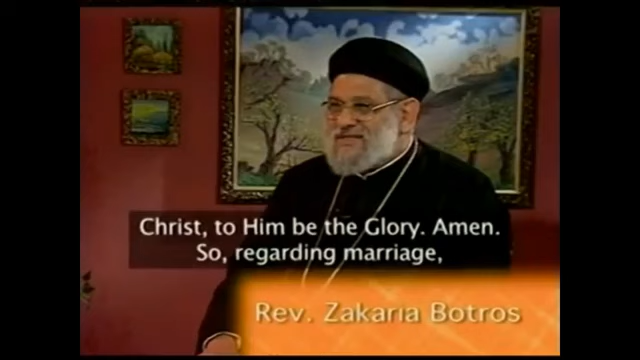 Christ, to Him be the Glory. Amen.
So, regarding marriage,
Rev. Zakaria Botros